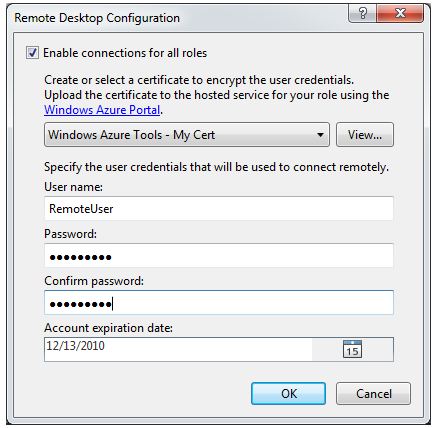 Remote Desktop Configuration
?
Enable connections for all roles
Create or select a certificate to encrypt the user credentials.
Upload the certificate to the hosted service for your role using the
Windows Azure Portal.
Windows Azure Tools - My Cert
View...
Specify the user credentials that will be used to connect remotely.
User name:
RemoteUser
Password:
●●●●●●●●●
Confirm password:
●●●●●●●●●
Account expiration date:
12/13/2010
15
OK
Cancel